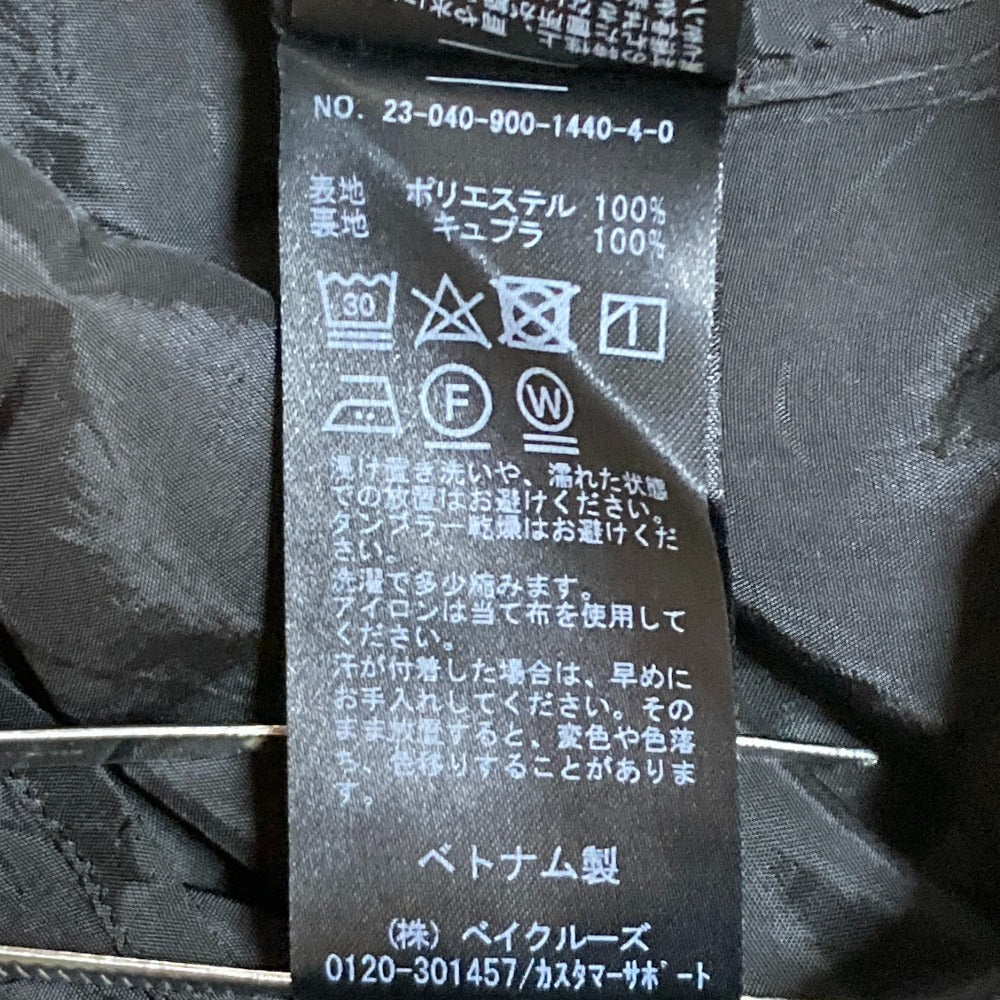 NO. 23-040-900-1440-4-0
表地 ポリエステル 100%
裏地 キュプラ 100%
30
F
W
漬け置き洗いや、濡れた状態
での放置はお避けください。
タンブラー乾燥はお避けくだ
さい。
洗濯で多少縮みます。
アイロンは当て布を使用して
ください。
汗が付着した場合は、早めに
お手入れしてください。その
まま放置すると、変色や色落
ち、色移りすることがありま
す。
ベトナム製
(株) ベイクルーズ
0120-301457/カスタマーサポート